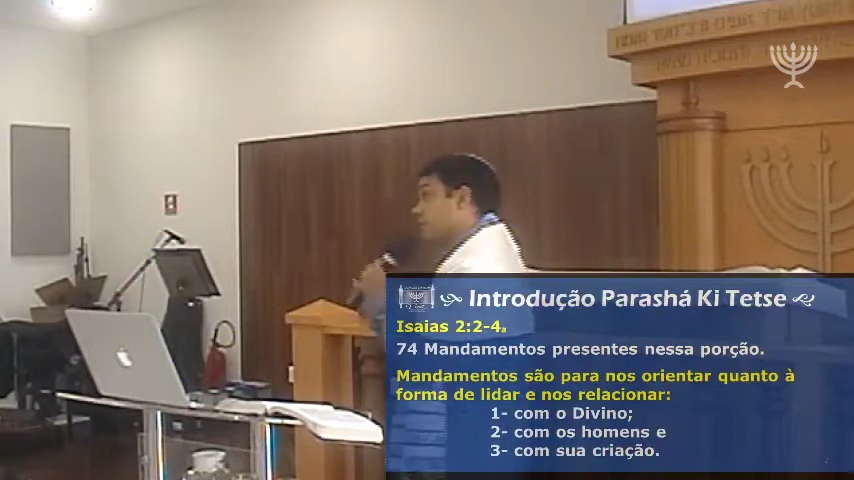 Introdução Parashá Ki Tetse
Isaias 2:2-4.
74 Mandamentos presentes nessa porção.
Mandamentos são para nos orientar quanto à
forma de lidar e nos relacionar:
1- com o Divino;
2- com os homens e
3- com sua criação.